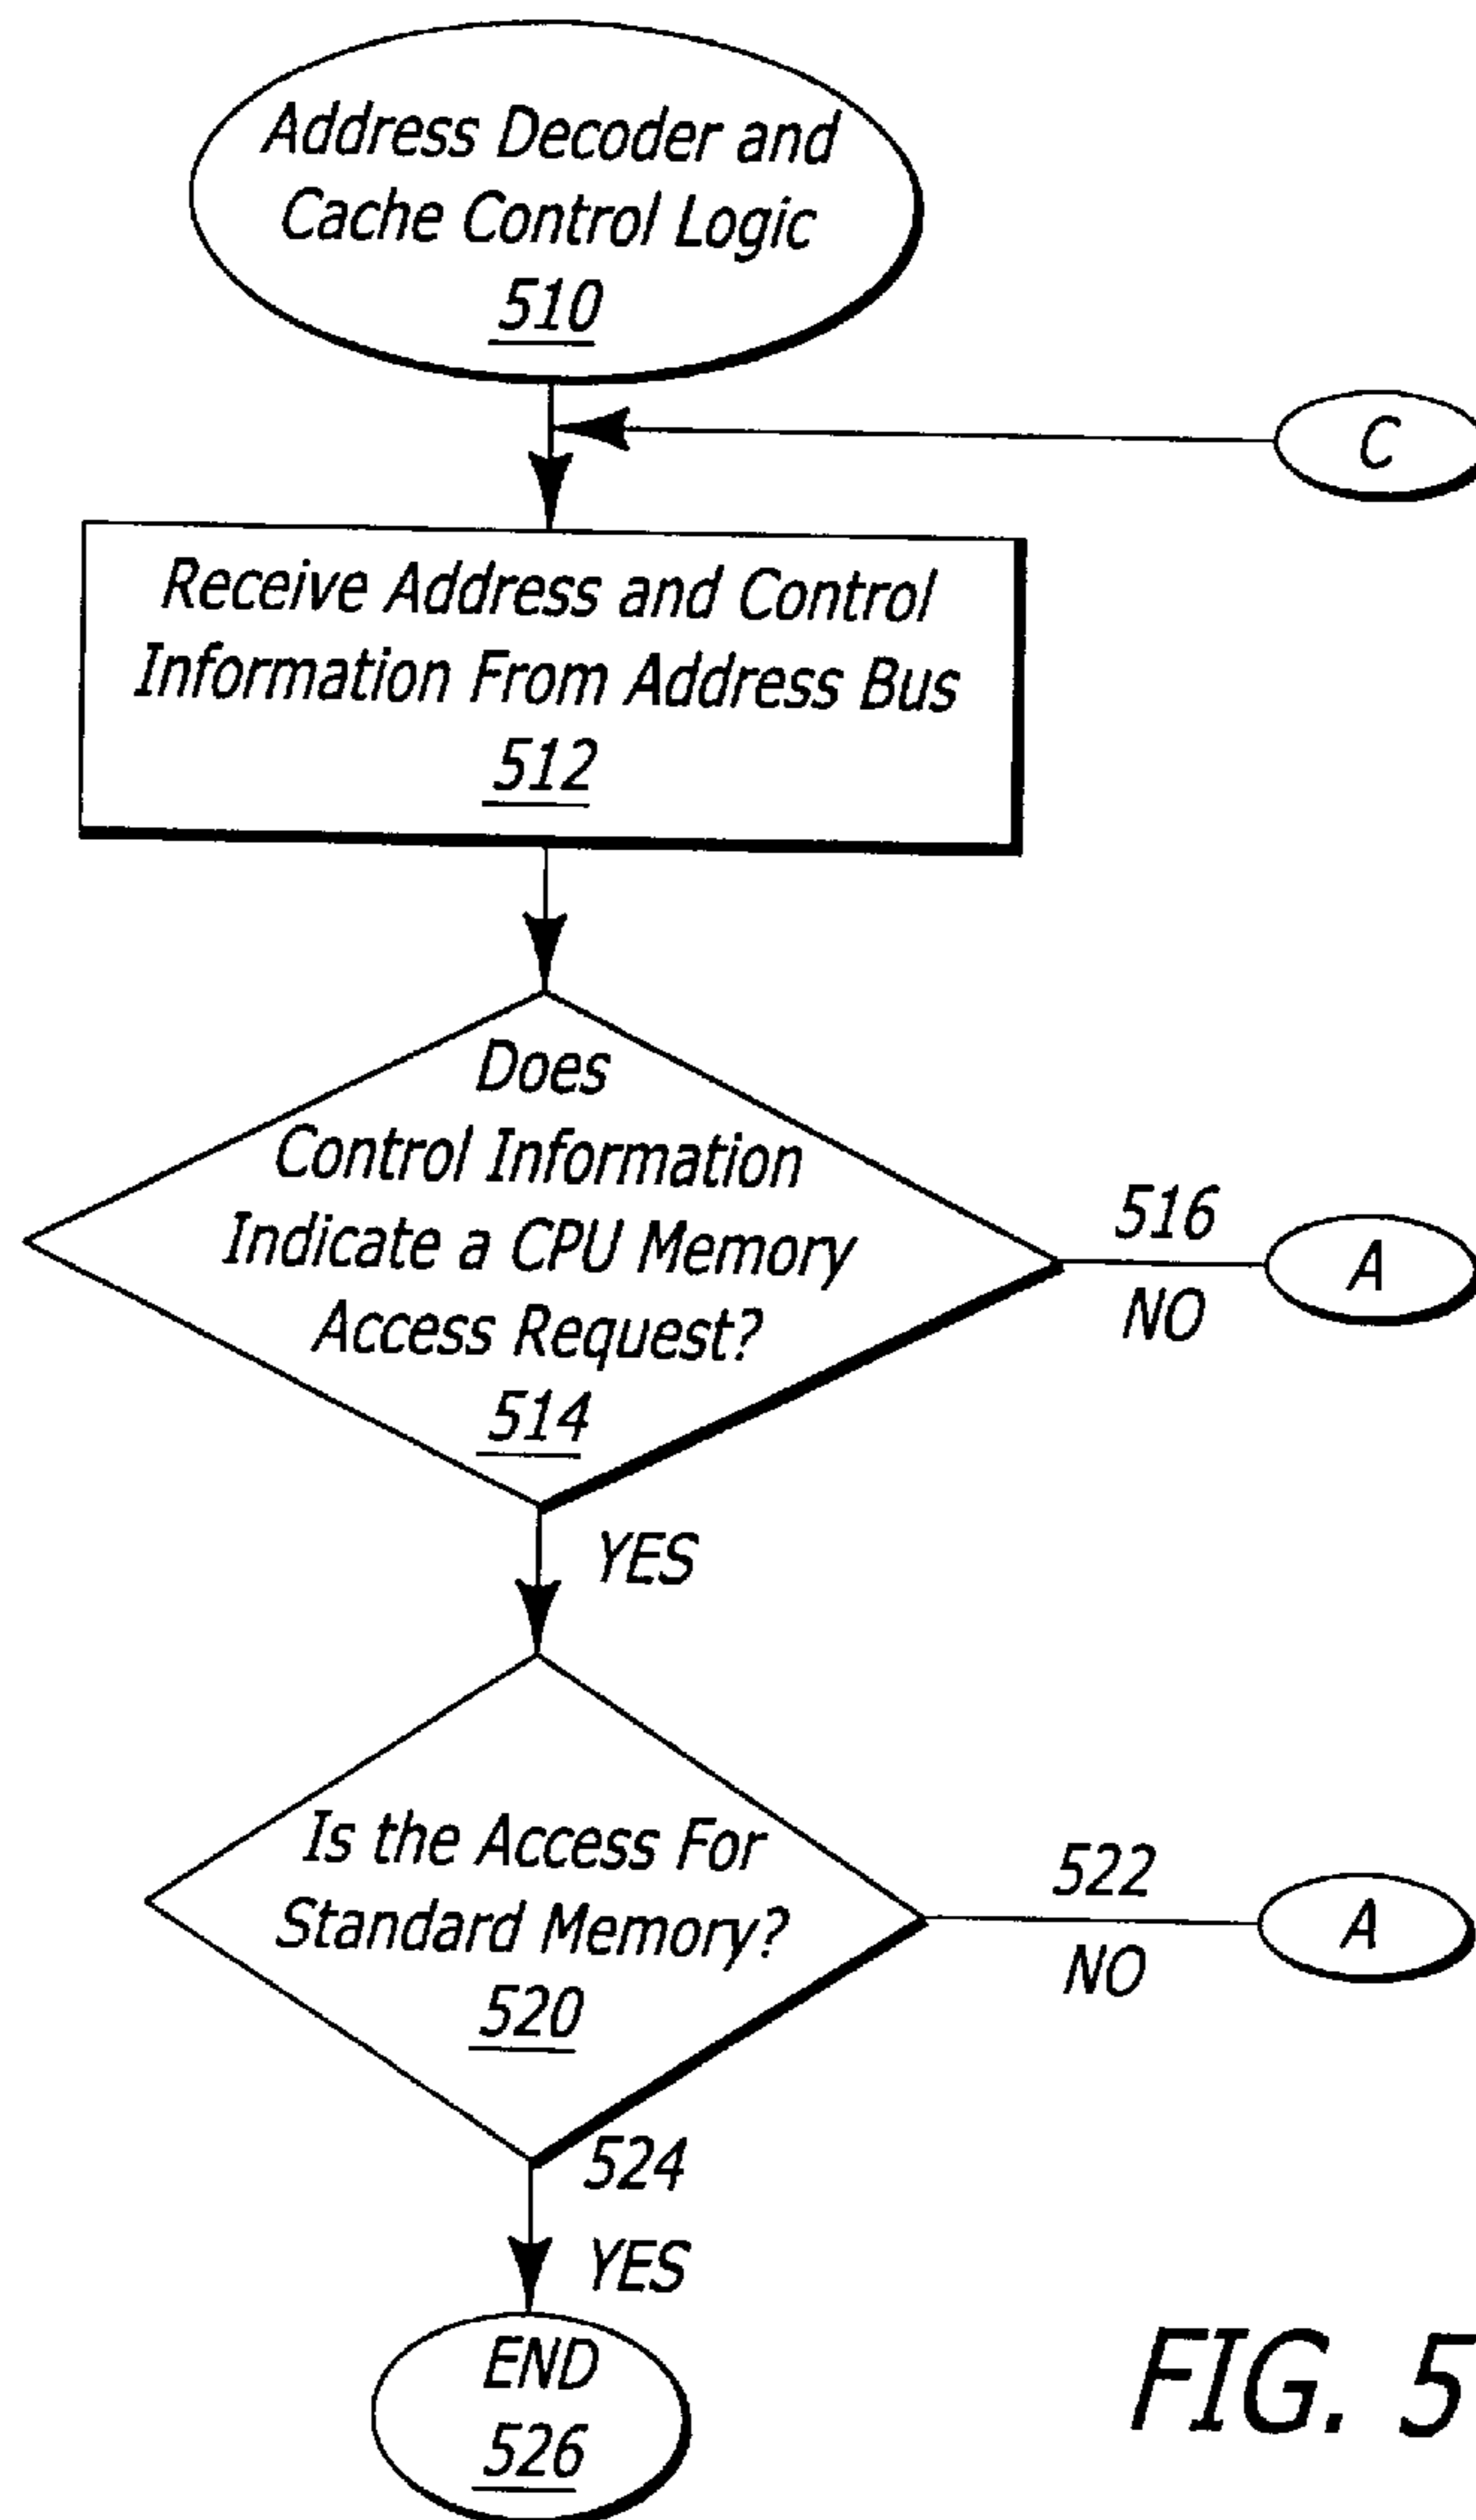 Address Decoder and
Cache Control Logic
510
C
Receive Address and Control
Information From Address Bus
512
Does
Control Information
Indicate a CPU Memory
Access Request?
514
516
NO
A
YES
Is the Access For
Standard Memory?
520
522
NO
A
524
YES
END
526
FIG. 5